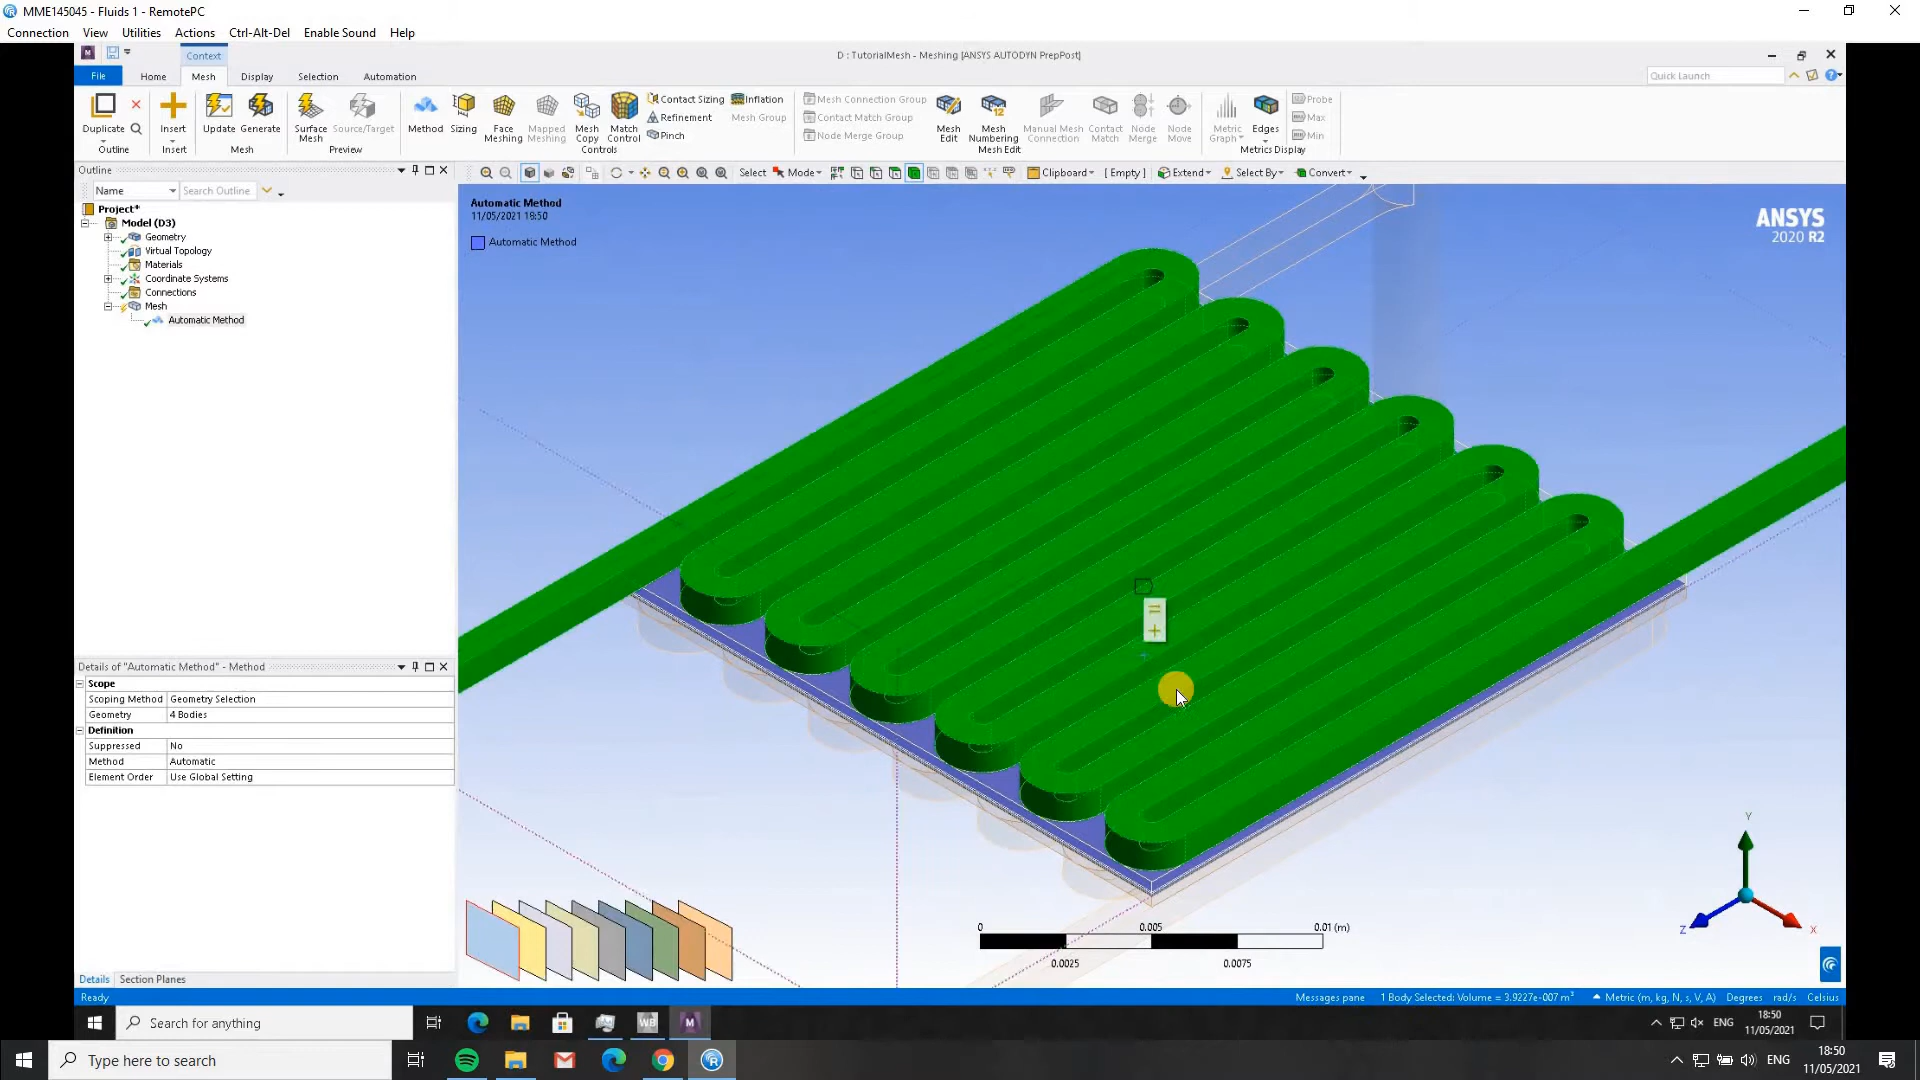 MME145045 - Fluids 1 - RemotePC
Connection View Utilities Actions Ctrl-Alt-Del Enable Sound Help
Context
D : TutorialMesh - Meshing [ANSYS AUTODYN PrepPost]
File Home Mesh Display Selection Automation
Quick Launch
Duplicate
Outline
Insert
Insert
Update Generate
Mesh
Surface Mesh
Source/Target
Preview
Method Sizing
Face Meshing
Mapped Meshing
Mesh Copy
Match Control
Contact Sizing
Refinement
Pinch
Inflation
Mesh Group
Controls
Mesh Connection Group
Contact Match Group
Node Merge Group
Mesh Edit
Mesh Numbering
Manual Mesh Connection
Contact Match
Node Merge
Node Move
Mesh Edit
Metric Graph
Edges
Probe
Max
Min
Metrics Display
Outline
Name Search Outline
Select Mode Clipboard [ Empty ] Extend Select By Convert
Project*
Model (D3)
Geometry
Virtual Topology
Materials
Coordinate Systems
Connections
Mesh
Automatic Method
Automatic Method
11/05/2021 18:50
Automatic Method
ANSYS
2020 R2
Details of "Automatic Method" - Method
Scope
Scoping Method Geometry Selection
Geometry 4 Bodies
Definition
Suppressed No
Method Automatic
Element Order Use Global Setting
0 0.005 0.01 (m)
0.0025 0.0075
Y
Z X
Details Section Planes
Ready
Messages pane 1 Body Selected: Volume = 3.9227e-007 m³ Metric (m, kg, N, s, V, A) Degrees rad/s Celsius
Search for anything
WB
M
ENG
18:50
11/05/2021
Type here to search
ENG
18:50
11/05/2021